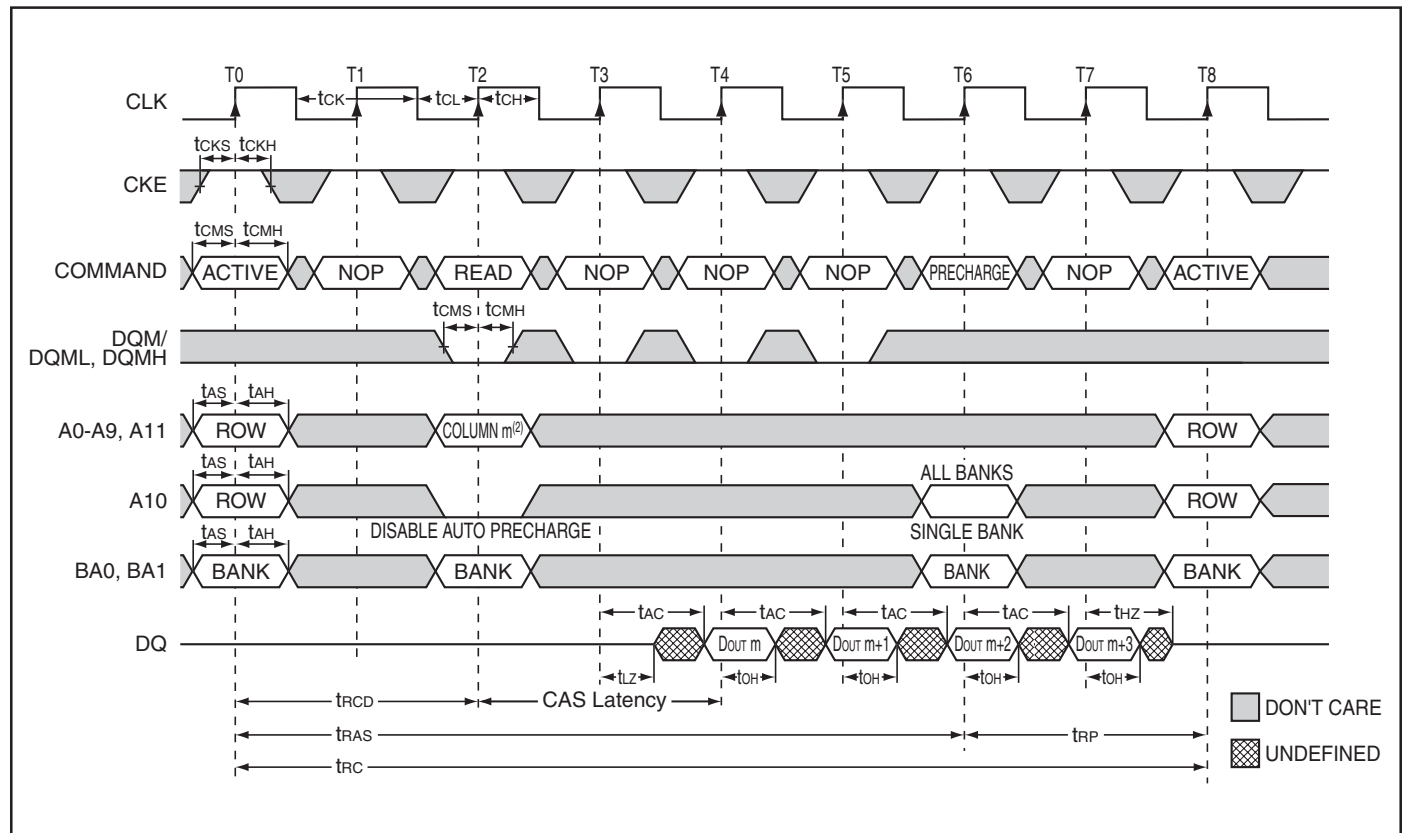 T0 T1 T2 T3 T4 T5 T6 T7 T8
CLK
tCK tCL tCH
tCKS tCKH
CKE
tCMS tCMH
COMMAND ACTIVE NOP READ NOP NOP NOP PRECHARGE NOP ACTIVE
tCMS tCMH
DQM/
DQML, DQMH
tAS tAH
A0-A9, A11 ROW COLUMN m(2) ROW
tAS tAH ALL BANKS
A10 ROW ROW
DISABLE AUTO PRECHARGE SINGLE BANK
tAS tAH
BA0, BA1 BANK BANK BANK BANK
tAC tAC tAC tAC tHZ
DQ DOUT m DOUT m+1 DOUT m+2 DOUT m+3
tLZ tOH tOH tOH tOH
tRCD CAS Latency
DON'T CARE
tRAS tRP
UNDEFINED
tRC